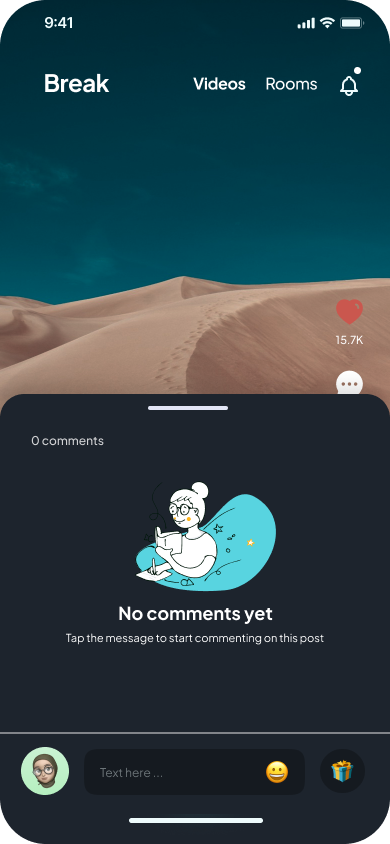 9:41
Break
Videos
Rooms
15.7K
0 comments
No comments yet
Tap the message to start commenting on this post
Text here ...